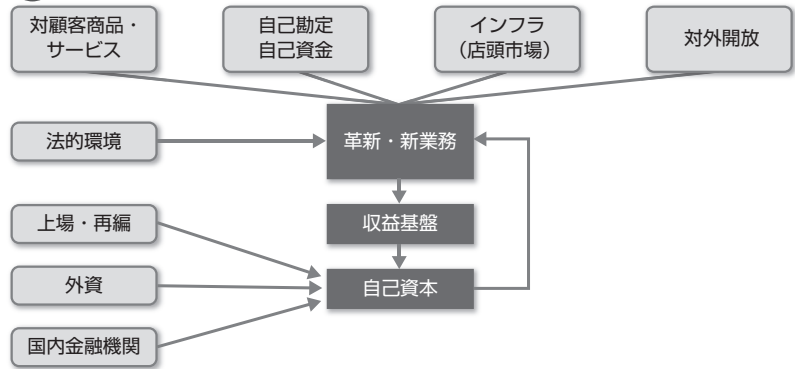 対顧客商品・
サービス
自己勘定
自己資金
インフラ
（店頭市場）
対外開放
法的環境
革新・新業務
上場・再編
収益基盤
外資
自己資本
国内金融機関